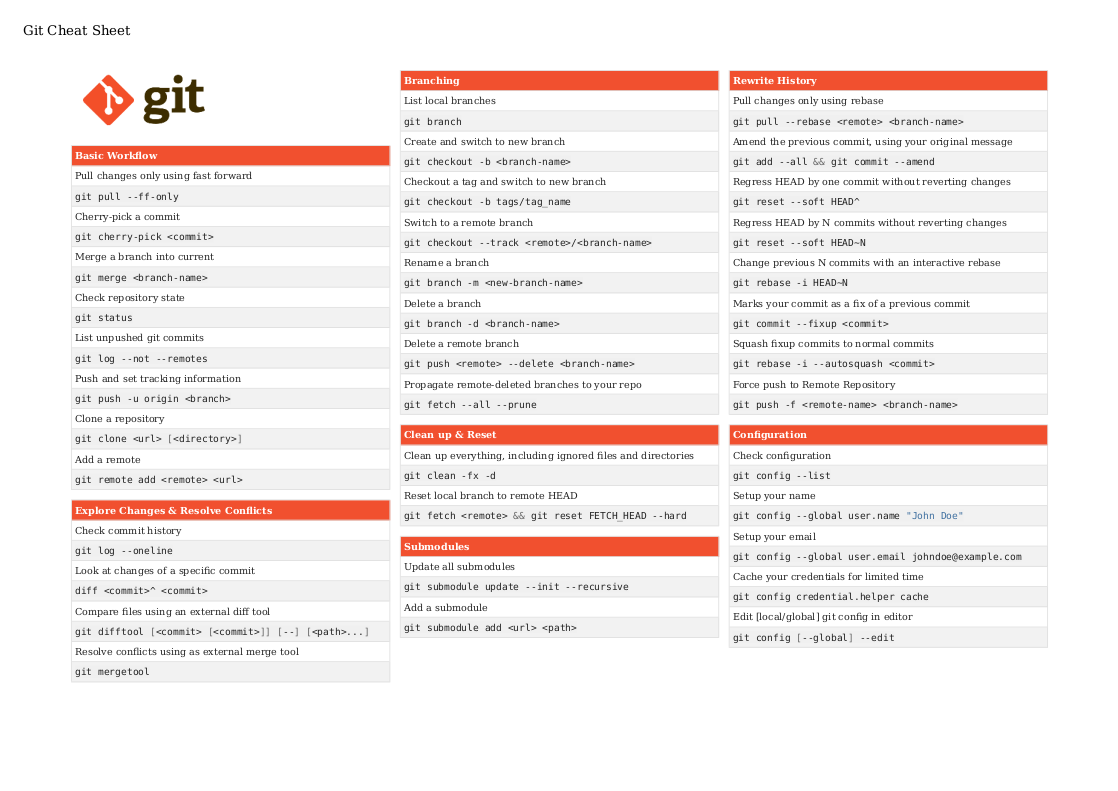 Git Cheat Sheet
git
Basic Workflow
Pull changes only using fast forward
git pull --ff-only
Cherry-pick a commit
git cherry-pick <commit>
Merge a branch into current
git merge <branch-name>
Check repository state
git status
List unpushed git commits
git log --not --remotes
Push and set tracking information
git push -u origin <branch>
Clone a repository
git clone <url> [<directory>]
Add a remote
git remote add <remote> <url>
Explore Changes & Resolve Conflicts
Check commit history
git log --oneline
Look at changes of a specific commit
diff <commit>^ <commit>
Compare files using an external diff tool
git difftool [<commit> [<commit>]] [--] [<path>...]
Resolve conflicts using as external merge tool
git mergetool
Branching
List local branches
git branch
Create and switch to new branch
git checkout -b <branch-name>
Checkout a tag and switch to new branch
git checkout -b tags/tag_name
Switch to a remote branch
git checkout --track <remote>/<branch-name>
Rename a branch
git branch -m <new-branch-name>
Delete a branch
git branch -d <branch-name>
Delete a remote branch
git push <remote> --delete <branch-name>
Propagate remote-deleted branches to your repo
git fetch --all --prune
Clean up & Reset
Clean up everything, including ignored files and directories
git clean -fx -d
Reset local branch to remote HEAD
git fetch <remote> && git reset FETCH_HEAD --hard
Submodules
Update all submodules
git submodule update --init --recursive
Add a submodule
git submodule add <url> <path>
Rewrite History
Pull changes only using rebase
git pull --rebase <remote> <branch-name>
Amend the previous commit, using your original message
git add --all && git commit --amend
Regress HEAD by one commit without reverting changes
git reset --soft HEAD^
Regress HEAD by N commits without reverting changes
git reset --soft HEAD~N
Change previous N commits with an interactive rebase
git rebase -i HEAD~N
Marks your commit as a fix of a previous commit
git commit --fixup <commit>
Squash fixup commits to normal commits
git rebase -i --autosquash <commit>
Force push to Remote Repository
git push -f <remote-name> <branch-name>
Configuration
Check configuration
git config --list
Setup your name
git config --global user.name "John Doe"
Setup your email
git config --global user.email johndoe@example.com
Cache your credentials for limited time
git config credential.helper cache
Edit [local/global] git config in editor
git config [--global] --edit